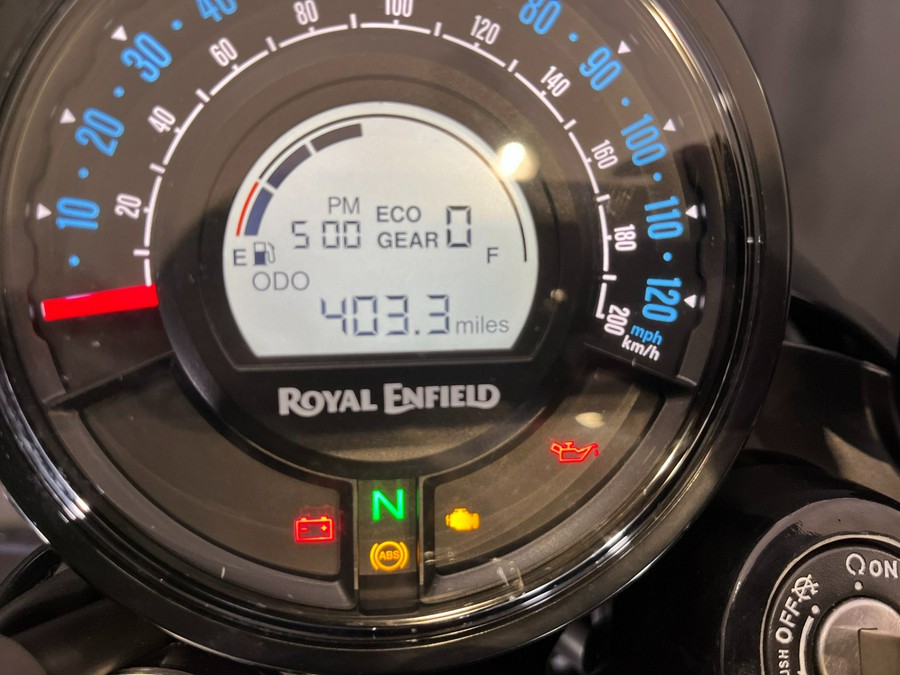 10
20
30
40
80
90
100
110
120
mph
km/h
20
40
60
80
100
120
140
160
180
200
PM
5 00
ECO
GEAR 0
E
F
ODO
403.3 miles
ROYAL ENFIELD
N
ABS
ON
OFF